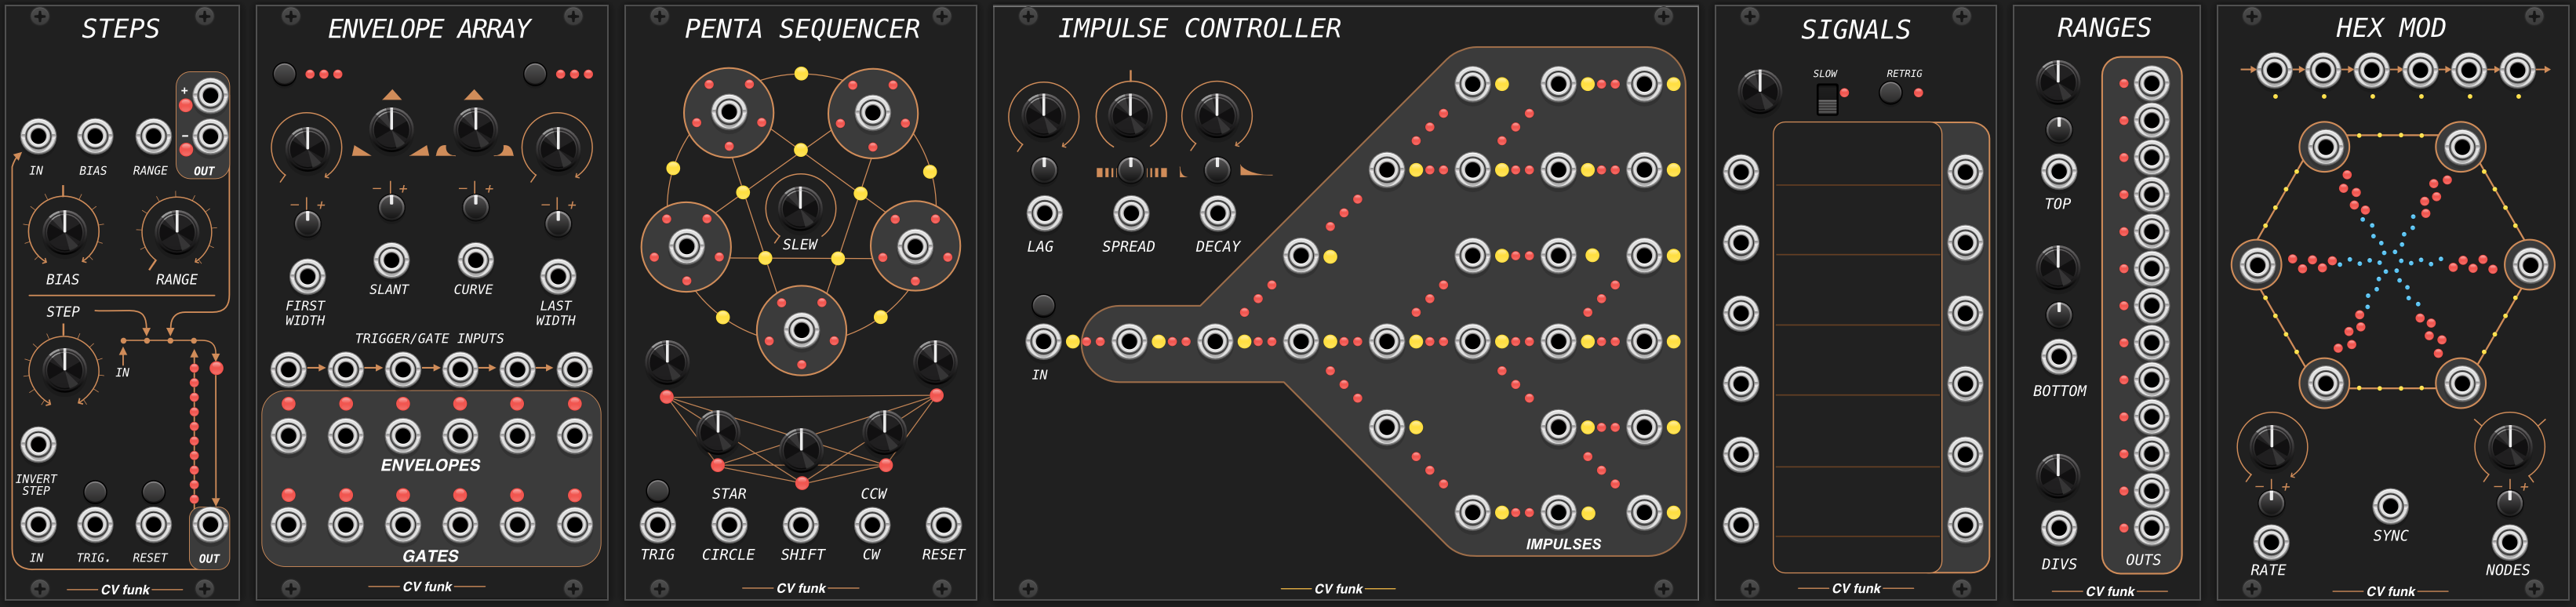 STEPS
+
-
IN BIAS RANGE OUT
BIAS RANGE
STEP
IN
INVERT
STEP
IN TRIG. RESET OUT
CV funk
ENVELOPE ARRAY
- +
- +
- +
- +
FIRST
WIDTH
SLANT
CURVE
LAST
WIDTH
TRIGGER/GATE INPUTS
ENVELOPES
GATES
CV funk
PENTA SEQUENCER
SLEW
STAR CCW
TRIG CIRCLE SHIFT CW RESET
CV funk
IMPULSE CONTROLLER
LAG SPREAD DECAY
IN
IMPULSES
CV funk
SIGNALS
SLOW RETRIG
CV funk
RANGES
TOP
BOTTOM
DIVS
OUTS
CV funk
HEX MOD
- +
- +
SYNC
RATE NODES
CV funk